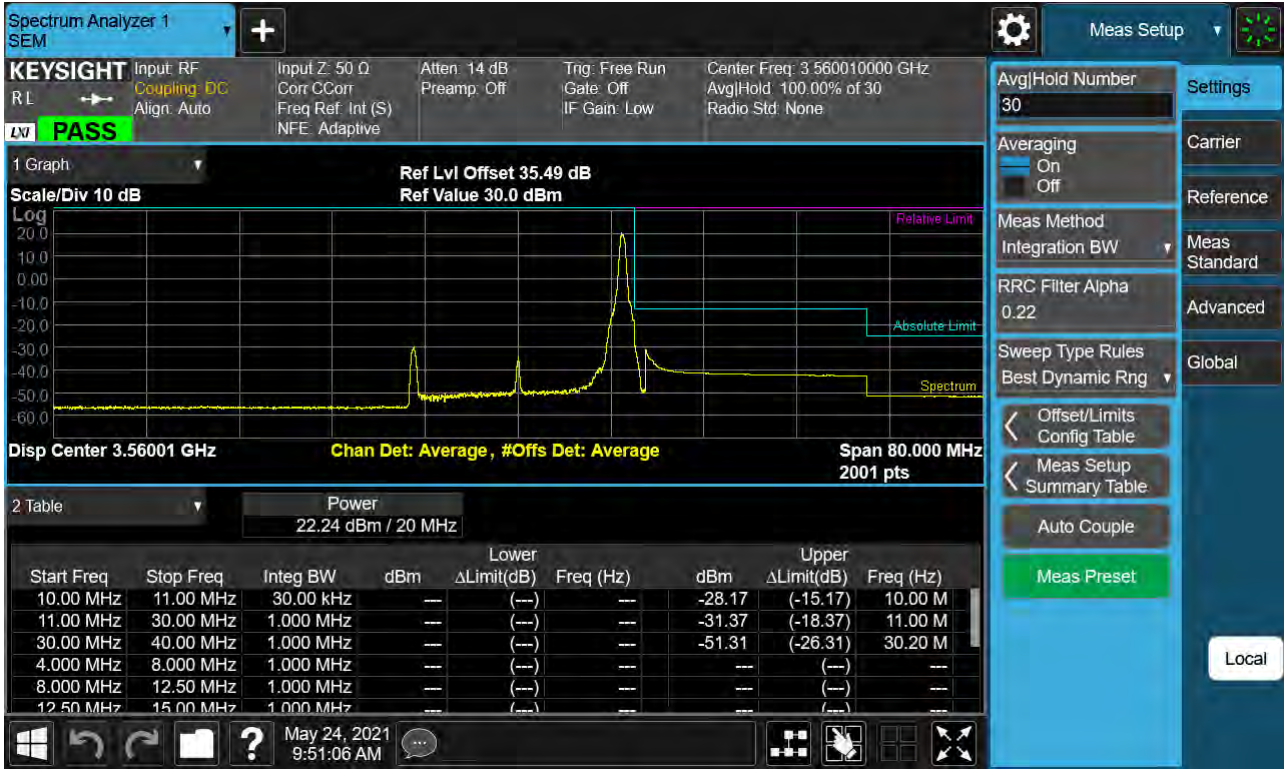 Spectrum Analyzer 1
SEM
+
Meas Setup
KEYSIGHT
R L
LXI
PASS
Input: RF
Coupling: DC
Align: Auto
Input Z: 50 Ω
Corr CCorr
Freq Ref: Int (S)
NFE: Adaptive
Atten: 14 dB
Preamp: Off
Trig: Free Run
Gate: Off
IF Gain: Low
Center Freq: 3.560010000 GHz
Avg|Hold: 100.00% of 30
Radio Std: None
1 Graph
Scale/Div 10 dB
Ref Lvl Offset 35.49 dB
Ref Value 30.0 dBm
Log
20.0
10.0
0.00
-10.0
-20.0
-30.0
-40.0
-50.0
-60.0
Relative Limit
Absolute Limit
Spectrum
Disp Center 3.56001 GHz
Chan Det: Average , #Offs Det: Average
Span 80.000 MHz
2001 pts
2 Table
Power
22.24 dBm / 20 MHz
Lower Upper
Start Freq Stop Freq Integ BW dBm ΔLimit(dB) Freq (Hz) dBm ΔLimit(dB) Freq (Hz)
10.00 MHz 11.00 MHz 30.00 kHz --- (---) --- -28.17 (-15.17) 10.00 M
11.00 MHz 30.00 MHz 1.000 MHz --- (---) --- -31.37 (-18.37) 11.00 M
30.00 MHz 40.00 MHz 1.000 MHz --- (---) --- -51.31 (-26.31) 30.20 M
4.000 MHz 8.000 MHz 1.000 MHz --- (---) --- --- (---) ---
8.000 MHz 12.50 MHz 1.000 MHz --- (---) --- --- (---) ---
12.50 MHz 15.00 MHz 1.000 MHz --- (---) --- --- (---) ---
?
May 24, 2021
9:51:06 AM
Avg|Hold Number
30
Averaging
On
Off
Meas Method
Integration BW
RRC Filter Alpha
0.22
Sweep Type Rules
Best Dynamic Rng
Offset/Limits
Config Table
Meas Setup
Summary Table
Auto Couple
Meas Preset
Settings
Carrier
Reference
Meas
Standard
Advanced
Global
Local